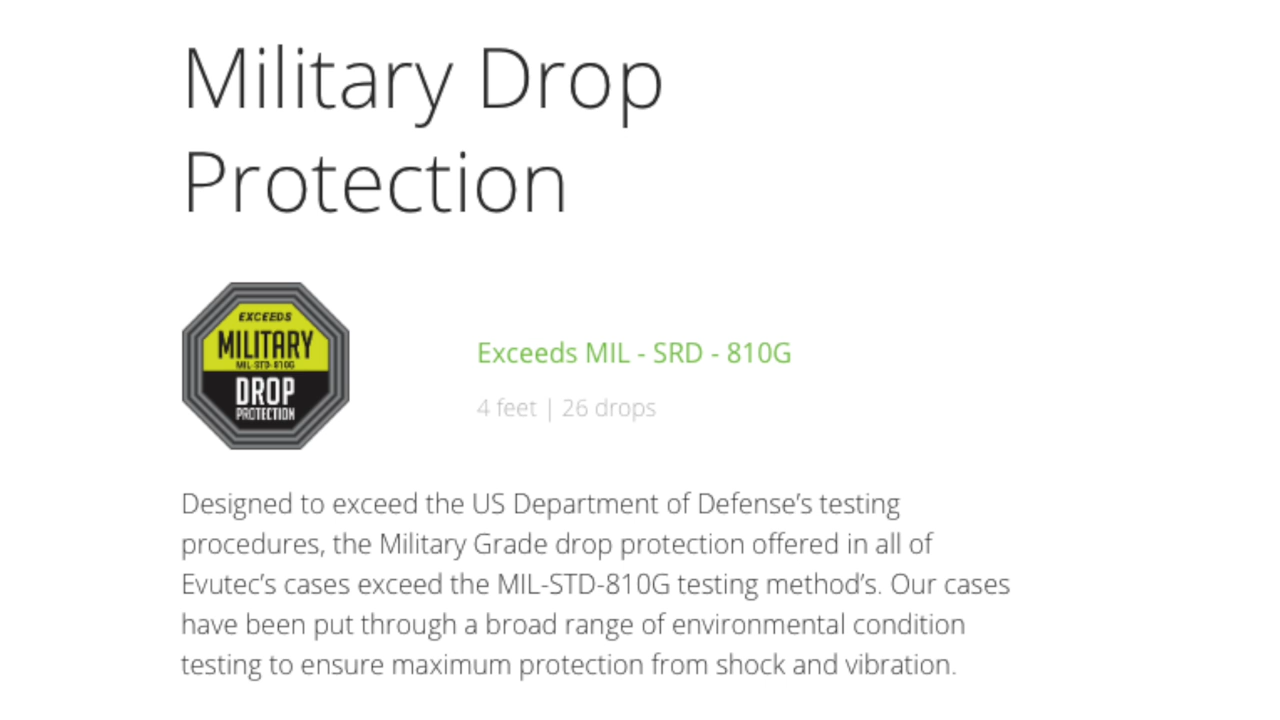 Military Drop
Protection
EXCEEDS
MILITARY
MIL-STD-810G
DROP
PROTECTION
Exceeds MIL - SRD - 810G
4 feet | 26 drops
Designed to exceed the US Department of Defense’s testing
procedures, the Military Grade drop protection offered in all of
Evutec’s cases exceed the MIL-STD-810G testing method’s. Our cases
have been put through a broad range of environmental condition
testing to ensure maximum protection from shock and vibration.